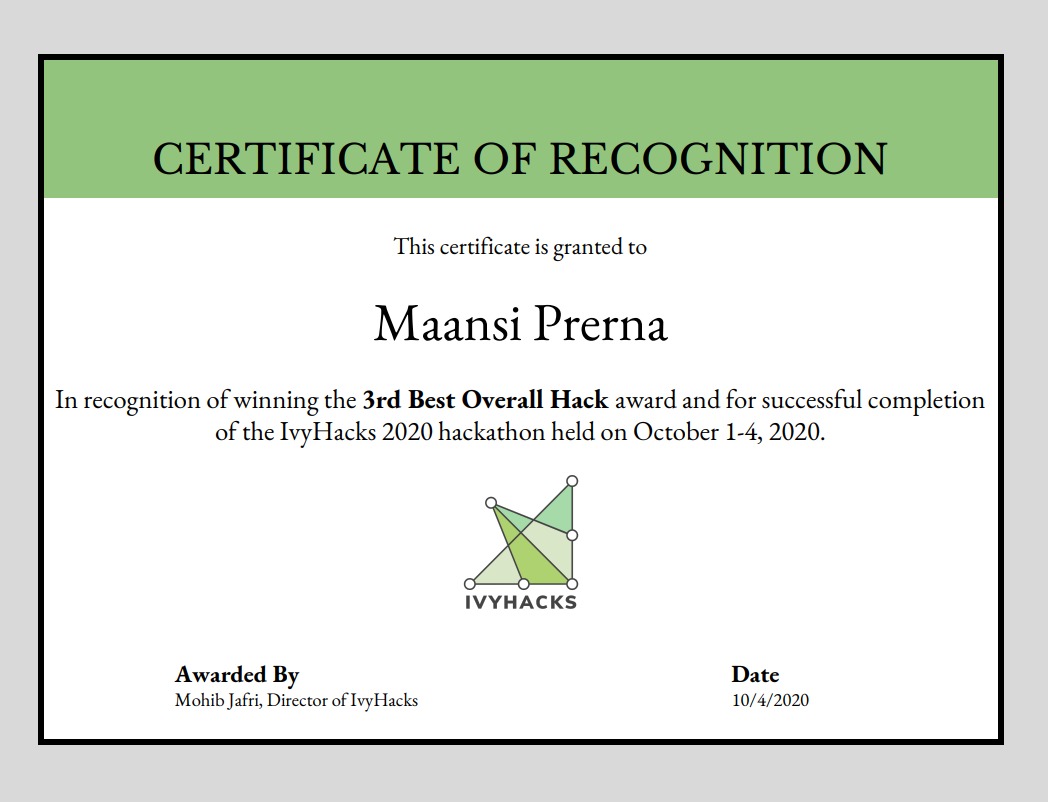 CERTIFICATE OF RECOGNITION
This certificate is granted to
Maansi Prerna
In recognition of winning the 3rd Best Overall Hack award and for successful completion
of the IvyHacks 2020 hackathon held on October 1-4, 2020.
IVYHACKS
Awarded By
Mohib Jafri, Director of IvyHacks
Date
10/4/2020